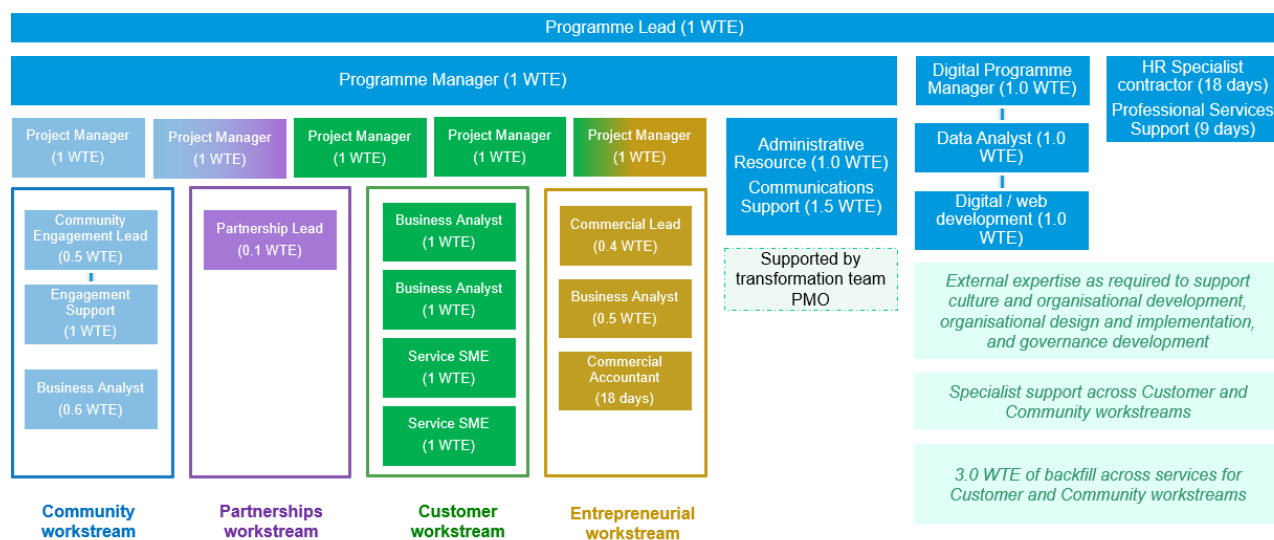 Programme Lead (1 WTE)
Programme Manager (1 WTE)
Digital Programme
Manager (1.0 WTE)
HR Specialist
contractor (18 days)
Professional Services
Support (9 days)
Project Manager
(1 WTE)
Project Manager
(1 WTE)
Project Manager
(1 WTE)
Project Manager
(1 WTE)
Project Manager
(1 WTE)
Administrative
Resource (1.0 WTE)
Communications
Support (1.5 WTE)
Data Analyst (1.0
WTE)
Digital / web
development (1.0
WTE)
Community
Engagement Lead
(0.5 WTE)
Engagement
Support
(1 WTE)
Business Analyst
(0.6 WTE)
Partnership Lead
(0.1 WTE)
Business Analyst
(1 WTE)
Business Analyst
(1 WTE)
Service SME
(1 WTE)
Service SME
(1 WTE)
Commercial Lead
(0.4 WTE)
Business Analyst
(0.5 WTE)
Commercial
Accountant
(18 days)
Supported by
transformation team
PMO
External expertise as required to support
culture and organisational development,
organisational design and implementation,
and governance development
Specialist support across Customer and
Community workstreams
3.0 WTE of backfill across services for
Customer and Community workstreams
Community
workstream
Partnerships
workstream
Customer
workstream
Entrepreneurial
workstream